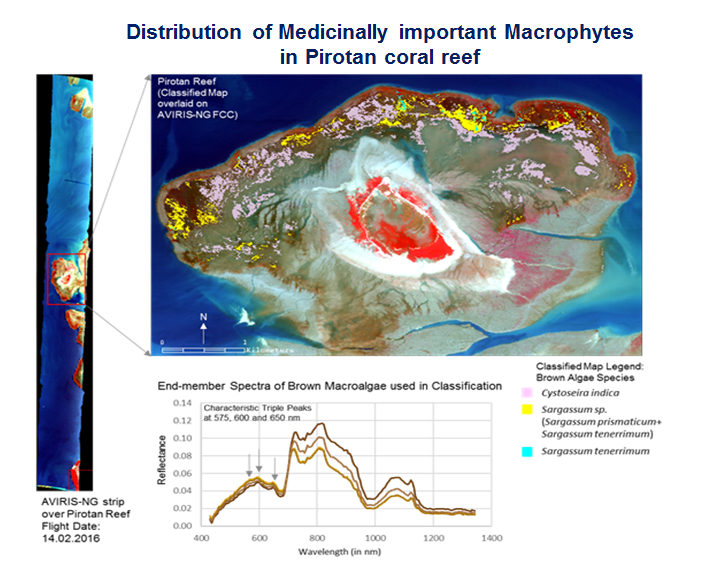 Distribution of Medicinally important Macrophytes
in Pirotan coral reef
Pirotan Reef
(Classified Map
overlaid on
AVIRIS-NG FCC)
N
0 1
Kilometers
AVIRIS-NG strip
over Pirotan Reef
Flight Date:
14.02.2016
Classified Map Legend:
Brown Algae Species
Cystoseira indica
Sargassum sp.
(Sargassum prismaticum+
Sargassum tenerrimum)
Sargassum tenerrimum
End-member Spectra of Brown Macroalgae used in Classification
Characteristic Triple Peaks
at 575, 600 and 650 nm
Reflectance
0.14
0.12
0.10
0.08
0.06
0.04
0.02
0.00
400 600 800 1000 1200 1400
Wavelength (in nm)